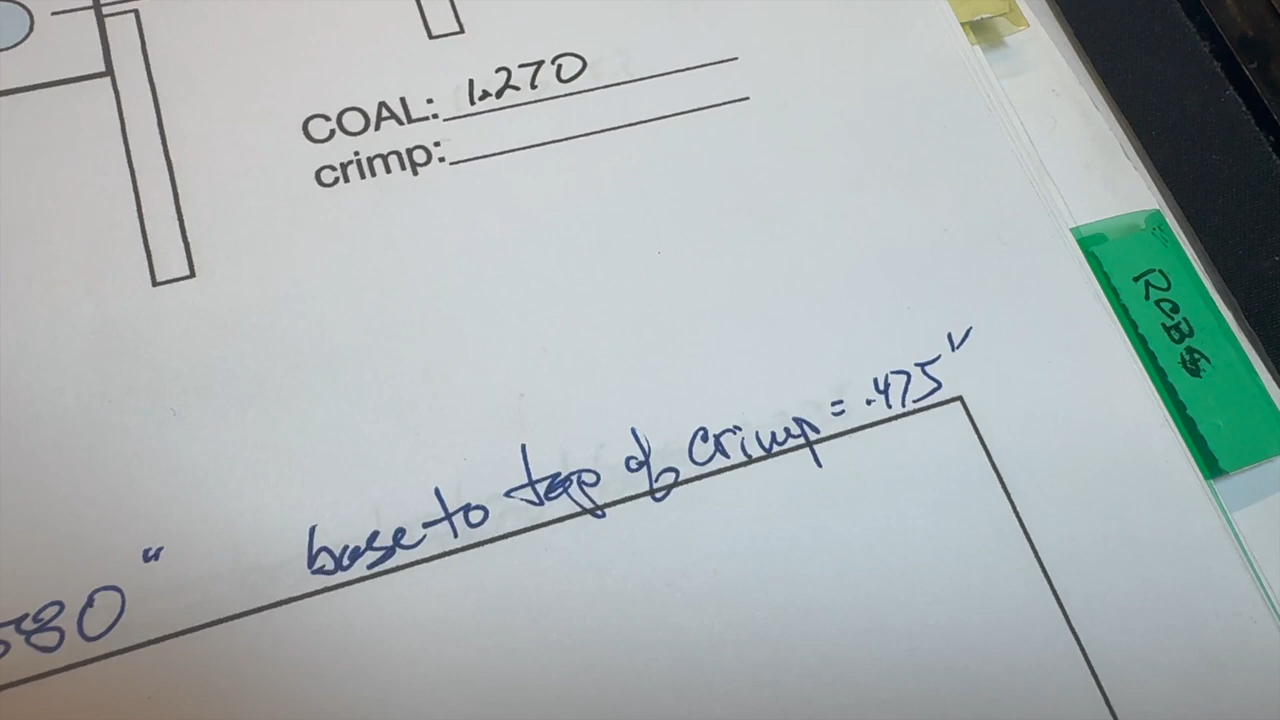 COAL: 1.270
crimp:
RCBS
base to top of crimp = .475"
580"